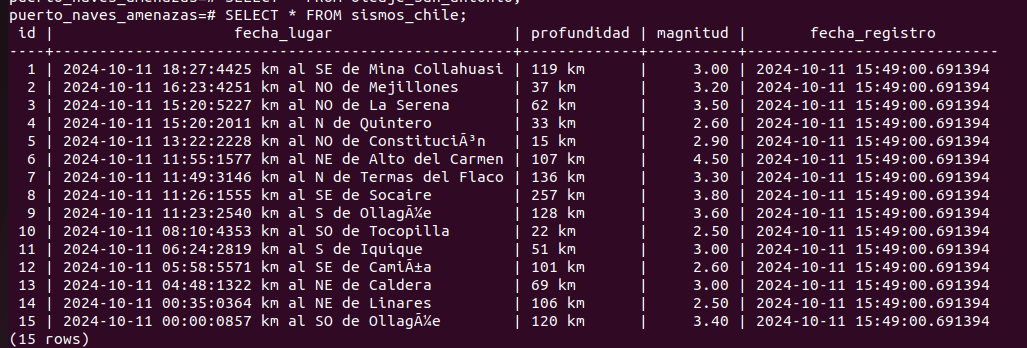 puerto_naves_amenazas=# SELECT * FROM sismos_chile;
 id |                    fecha_lugar                    | profundidad | magnitud |       fecha_registro
----+---------------------------------------------------+-------------+----------+----------------------------
  1 | 2024-10-11 18:27:4425 km al SE de Mina Collahuasi | 119 km      |     3.00 | 2024-10-11 15:49:00.691394
  2 | 2024-10-11 16:23:4251 km al NO de Mejillones | 37 km       |     3.20 | 2024-10-11 15:49:00.691394
  3 | 2024-10-11 15:20:5227 km al NO de La Serena | 62 km       |     3.50 | 2024-10-11 15:49:00.691394
  4 | 2024-10-11 15:20:2011 km al N de Quintero | 33 km       |     2.60 | 2024-10-11 15:49:00.691394
  5 | 2024-10-11 13:22:2228 km al NO de ConstituciÃ³n | 15 km       |     2.90 | 2024-10-11 15:49:00.691394
  6 | 2024-10-11 11:55:1577 km al NE de Alto del Carmen | 107 km      |     4.50 | 2024-10-11 15:49:00.691394
  7 | 2024-10-11 11:49:3146 km al N de Termas del Flaco | 136 km      |     3.30 | 2024-10-11 15:49:00.691394
  8 | 2024-10-11 11:26:1555 km al SE de Socaire | 257 km      |     3.80 | 2024-10-11 15:49:00.691394
  9 | 2024-10-11 11:23:2540 km al S de OllagÃ¼e | 128 km      |     3.60 | 2024-10-11 15:49:00.691394
 10 | 2024-10-11 08:10:4353 km al SO de Tocopilla | 22 km       |     2.50 | 2024-10-11 15:49:00.691394
 11 | 2024-10-11 06:24:2819 km al S de Iquique | 51 km       |     3.00 | 2024-10-11 15:49:00.691394
 12 | 2024-10-11 05:58:5571 km al SE de CamiÃ±a | 101 km      |     2.60 | 2024-10-11 15:49:00.691394
 13 | 2024-10-11 04:48:1322 km al NE de Caldera | 69 km       |     3.00 | 2024-10-11 15:49:00.691394
 14 | 2024-10-11 00:35:0364 km al NE de Linares | 106 km      |     2.50 | 2024-10-11 15:49:00.691394
 15 | 2024-10-11 00:00:0857 km al SO de OllagÃ¼e | 120 km      |     3.40 | 2024-10-11 15:49:00.691394
(15 rows)